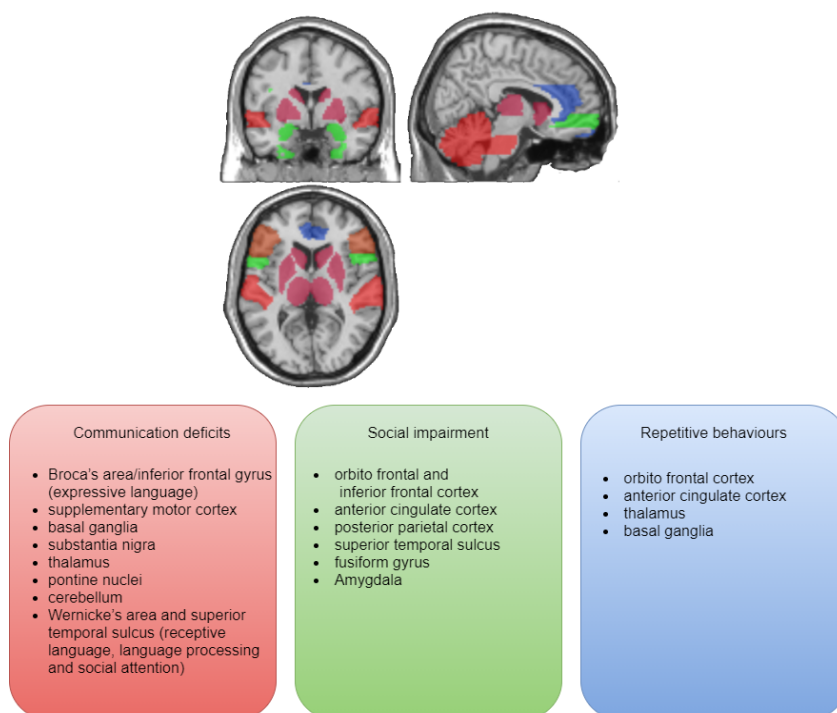 Communication deficits
• Broca's area/inferior frontal gyrus
(expressive language)
• supplementary motor cortex
• basal ganglia
• substantia nigra
• thalamus
• pontine nuclei
• cerebellum
• Wernicke's area and superior
temporal sulcus (receptive
language, language processing
and social attention)
Social impairment
• orbito frontal and
inferior frontal cortex
• anterior cingulate cortex
• posterior parietal cortex
• superior temporal sulcus
• fusiform gyrus
• Amygdala
Repetitive behaviours
• orbito frontal cortex
• anterior cingulate cortex
• thalamus
• basal ganglia